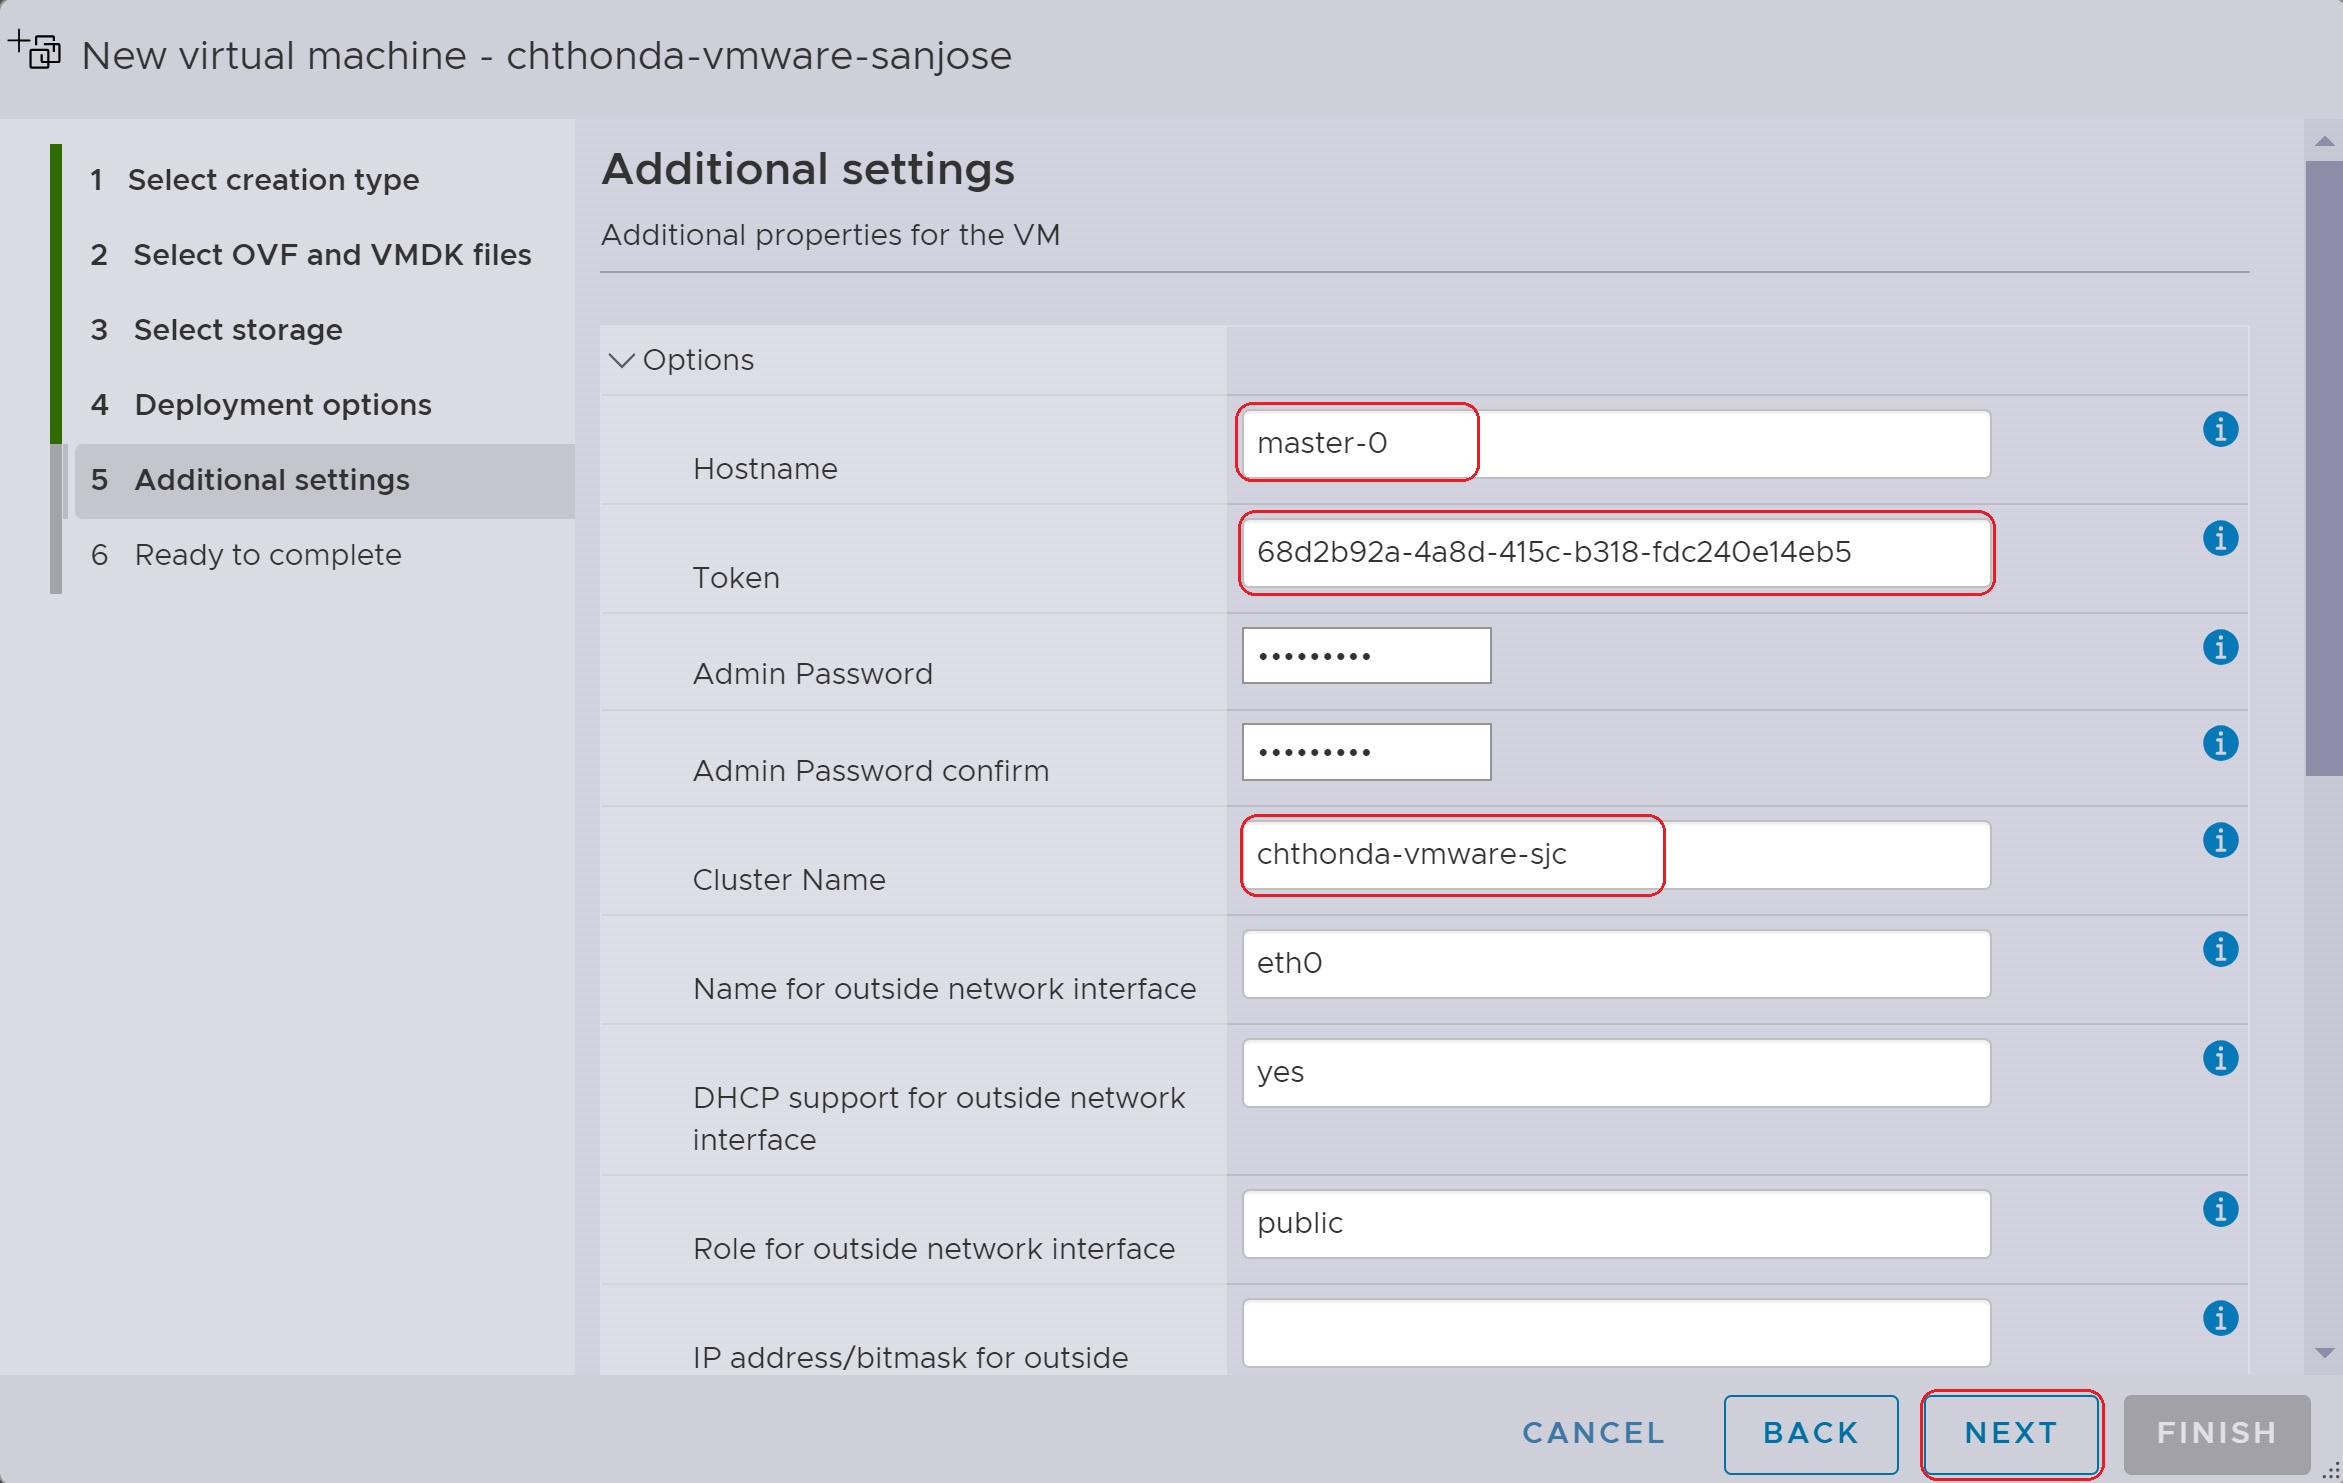 New virtual machine - chthonda-vmware-sanjose
1 Select creation type
2 Select OVF and VMDK files
3 Select storage
4 Deployment options
5 Additional settings
6 Ready to complete
Additional settings
Additional properties for the VM
Options
Hostname
master-0
Token
68d2b92a-4a8d-415c-b318-fdc240e14eb5
Admin Password
•••••••••
Admin Password confirm
•••••••••
Cluster Name
chthonda-vmware-sjc
Name for outside network interface
eth0
DHCP support for outside network
interface
yes
Role for outside network interface
public
IP address/bitmask for outside
CANCEL
BACK
NEXT
FINISH